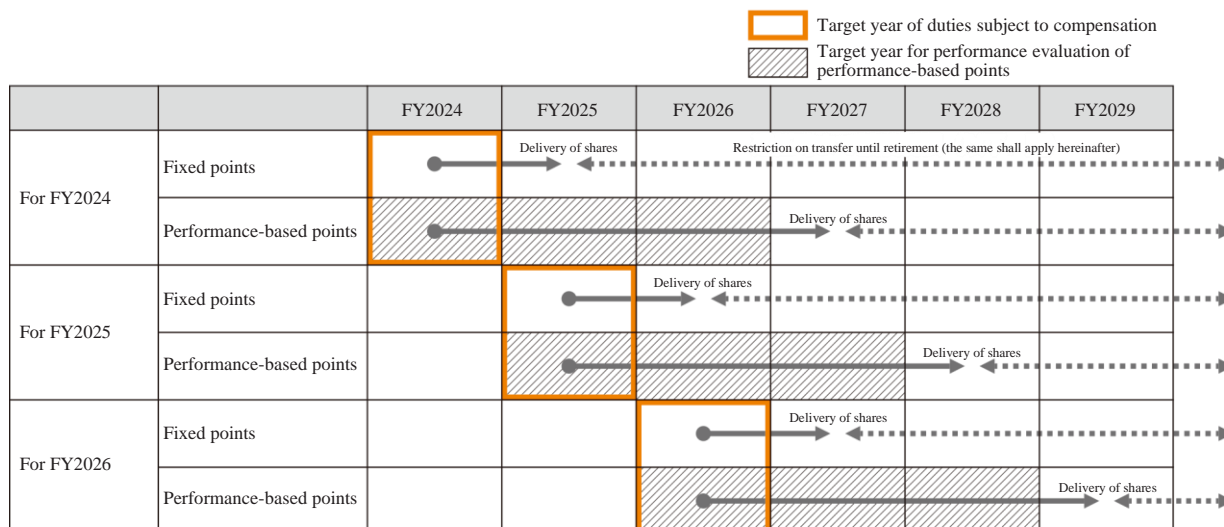 Target year of duties subject to compensation
Target year for performance evaluation of
performance-based points
FY2024 FY2025 FY2026 FY2027 FY2028 FY2029
For FY2024
Fixed points
Delivery of shares
Restriction on transfer until retirement (the same shall apply hereinafter)
Performance-based points
Delivery of shares
For FY2025
Fixed points
Delivery of shares
Performance-based points
Delivery of shares
For FY2026
Fixed points
Delivery of shares
Performance-based points
Delivery of shares